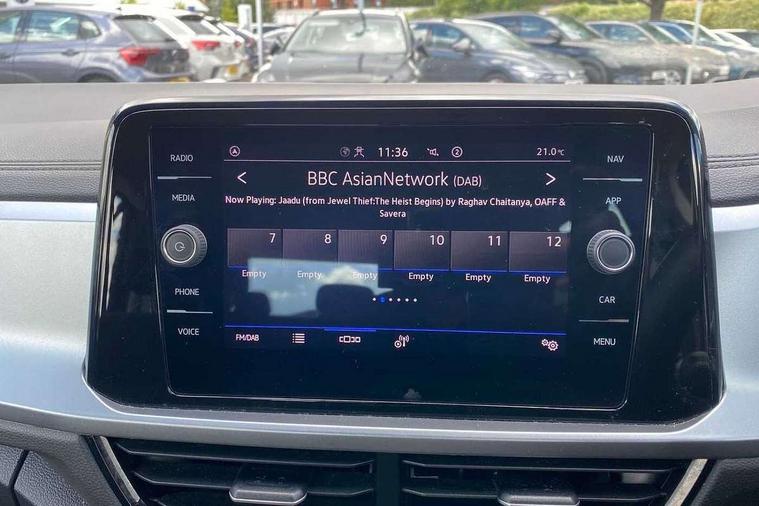 RADIO
MEDIA
PHONE
VOICE
A
11:36
2
21.0°C
< BBC AsianNetwork (DAB) >
Now Playing: Jaadu (from Jewel Thief:The Heist Begins) by Raghav Chaitanya, OAFF &
Savera
7 8 9 10 11 12
Empty Empty Empty Empty Empty Empty
FM/DAB
NAV
APP
CAR
MENU